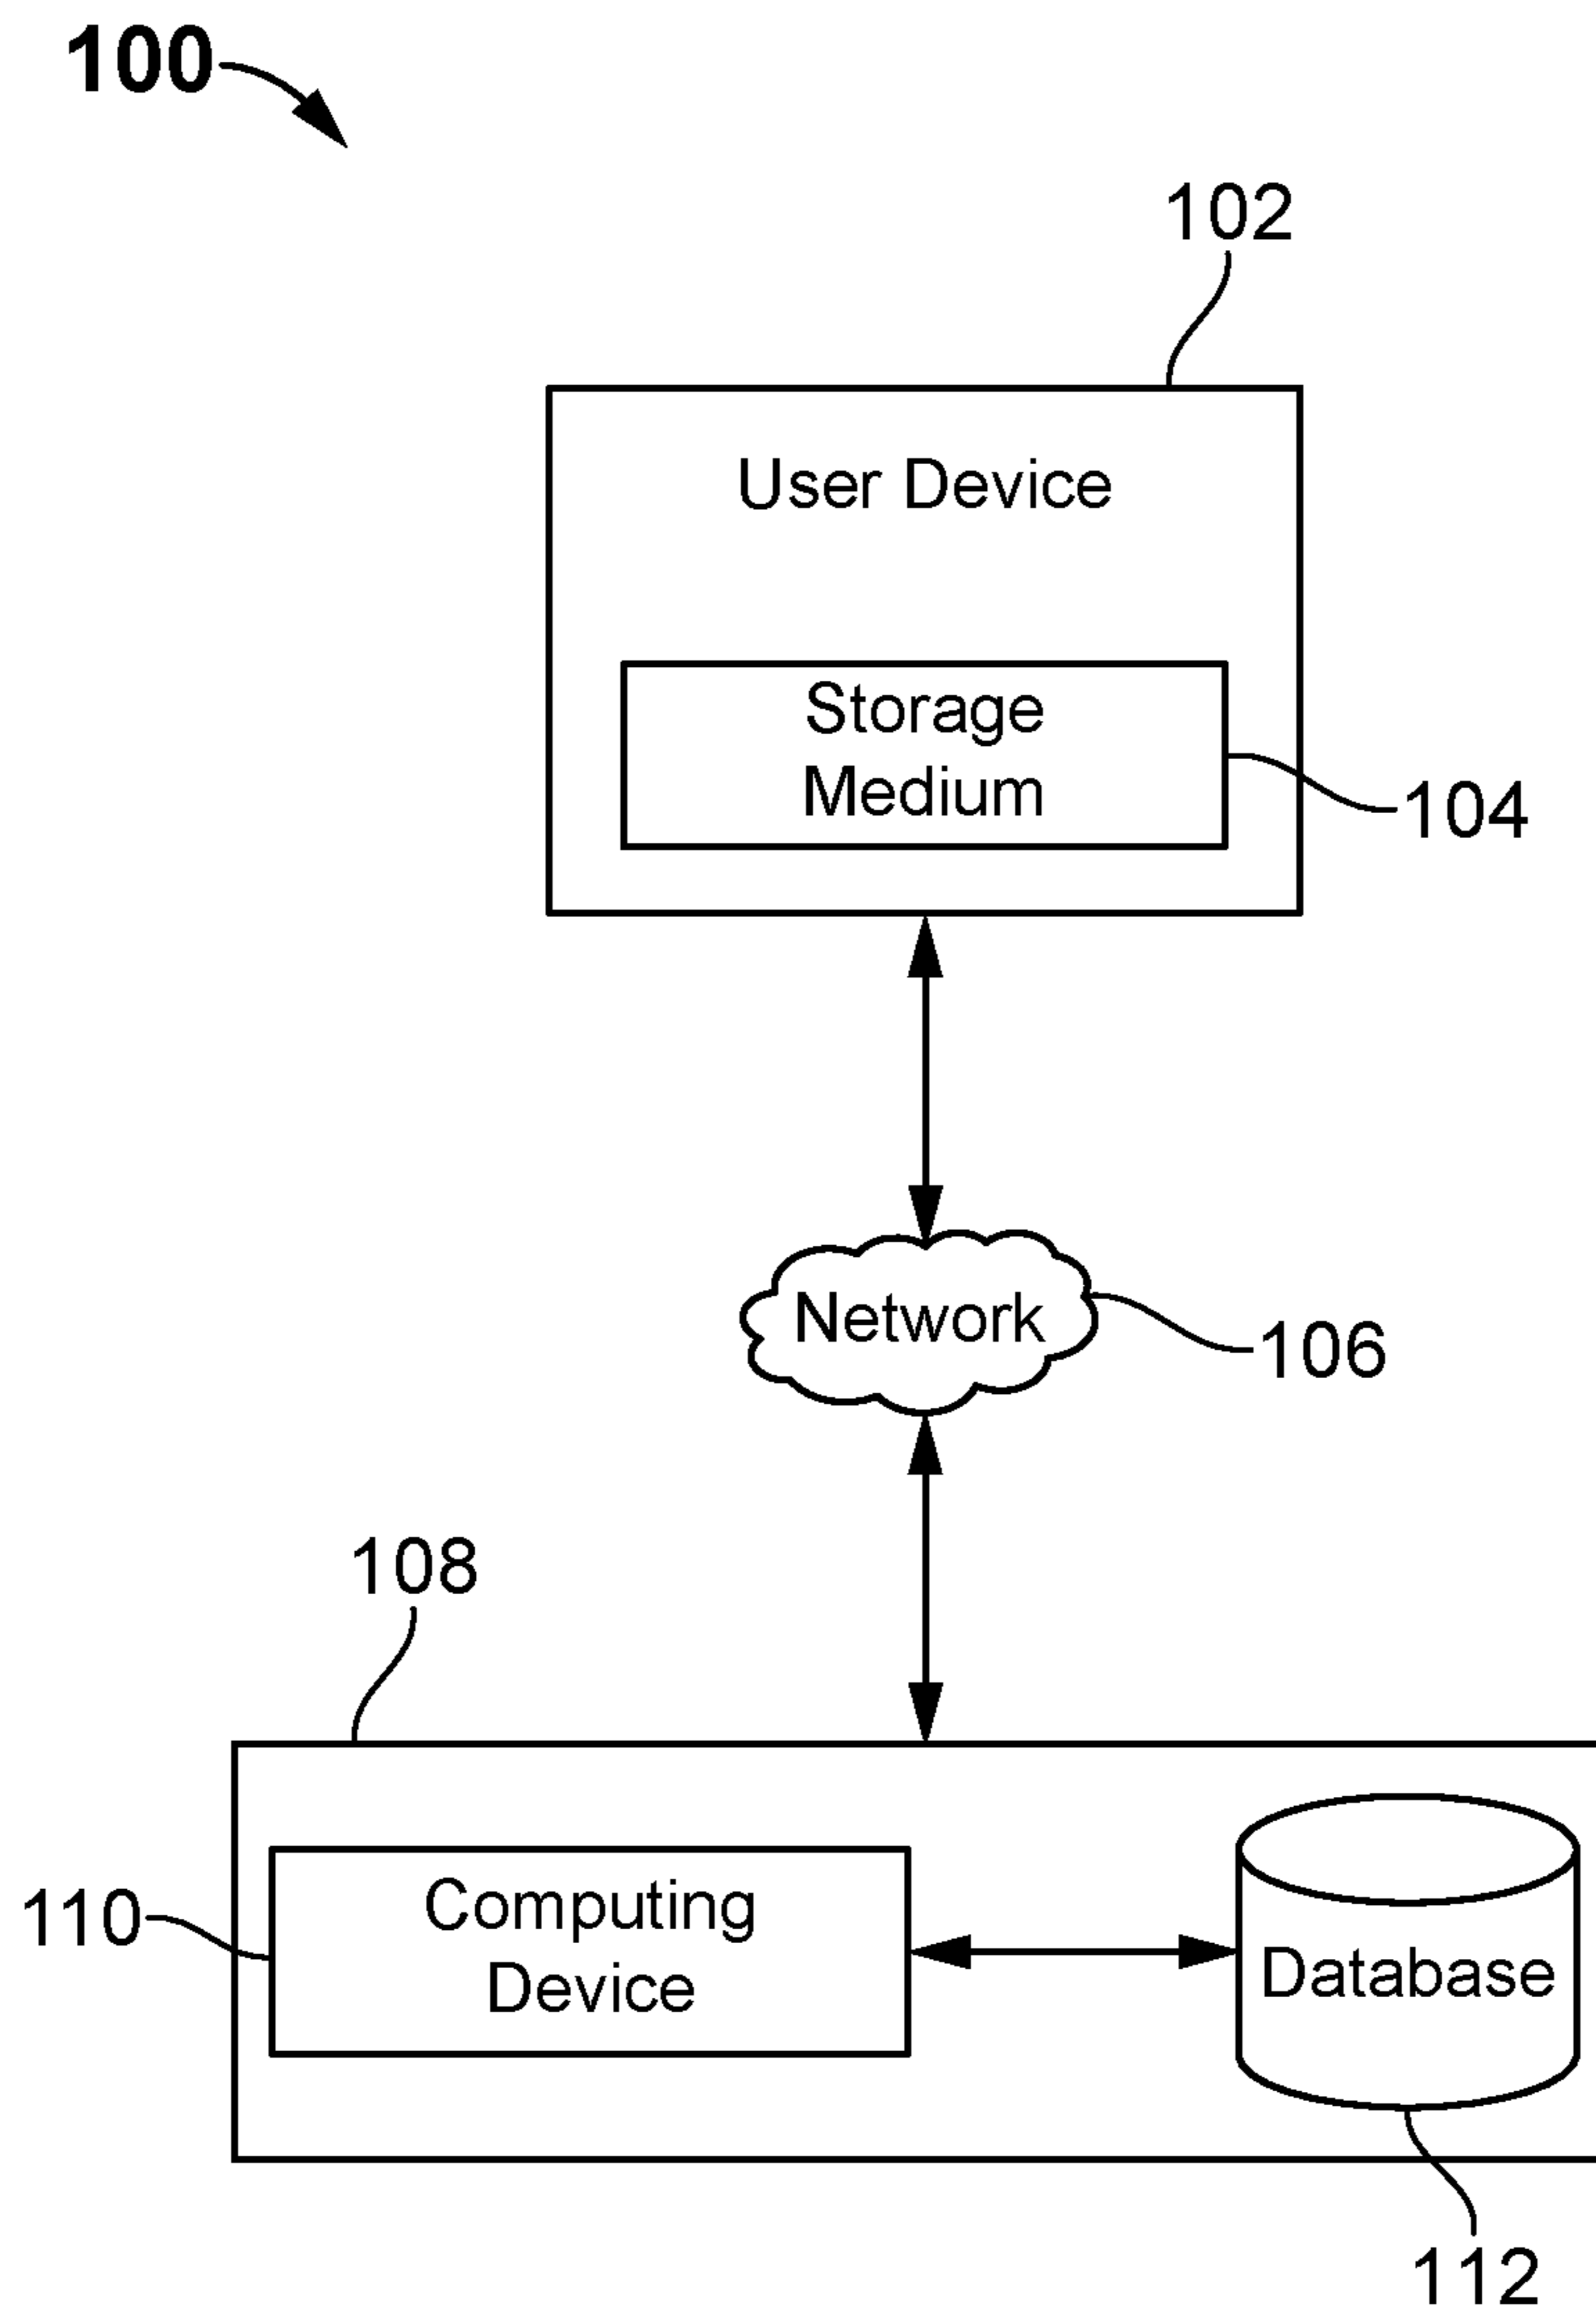 100
102
User Device
Storage
Medium
104
Network
106
108
110
Computing
Device
Database
112